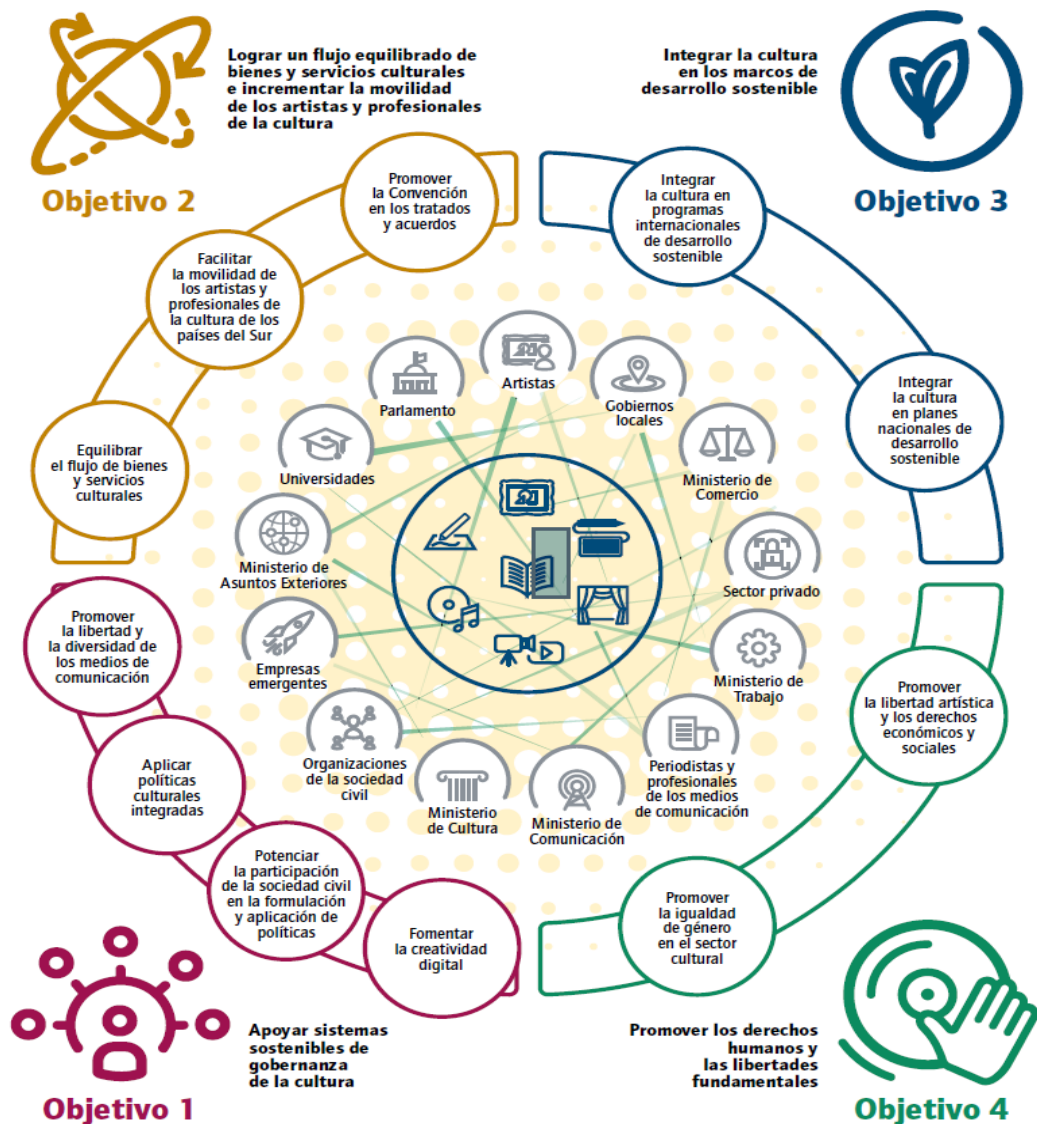 Lograr un flujo equilibrado de
bienes y servicios culturales
e incrementar la movilidad
de los artistas y profesionales
de la cultura
Objetivo 2
Integrar la cultura
en los marcos de
desarrollo sostenible
Objetivo 3
Promover
la Convención
en los tratados
y acuerdos
Facilitar
la movilidad de
los artistas y
profesionales de
la cultura de los
países del Sur
Equilibrar
el flujo de bienes
y servicios
culturales
Integrar
la cultura en
programas
internacionales
de desarrollo
sostenible
Integrar
la cultura
en planes
nacionales de
desarrollo
sostenible
Artistas
Parlamento
Gobiernos
locales
Universidades
Ministerio de
Comercio
Ministerio de
Asuntos Exteriores
Sector privado
Empresas
emergentes
Ministerio de
Trabajo
Organizaciones
de la sociedad
civil
Ministerio
de Cultura
Ministerio de
Comunicación
Periodistas y
profesionales
de los medios
de comunicación
Promover
la libertad y
la diversidad de
los medios de
comunicación
Aplicar
políticas
culturales
integradas
Potenciar
la participación
de la sociedad civil
en la formulación
y aplicación de
políticas
Fomentar
la creatividad
digital
Promover
la libertad artística
y los derechos
económicos y
sociales
Promover
la igualdad
de género
en el sector
cultural
Apoyar sistemas
sostenibles de
gobernanza
de la cultura
Objetivo 1
Promover los derechos
humanos y
las libertades
fundamentales
Objetivo 4